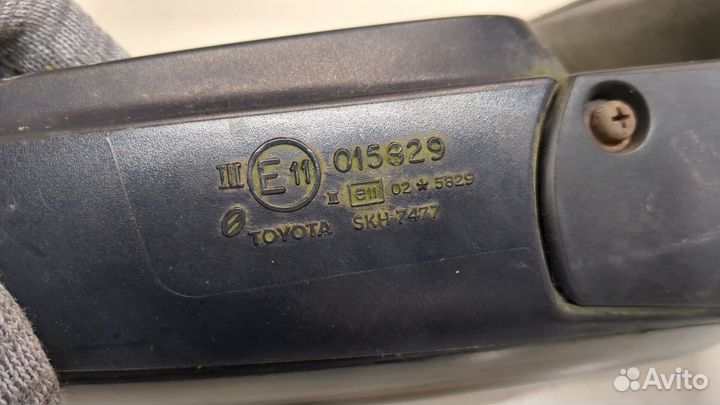 III E11 015829
II e11 02 * 5829
TOYOTA SKH-7477
Avito